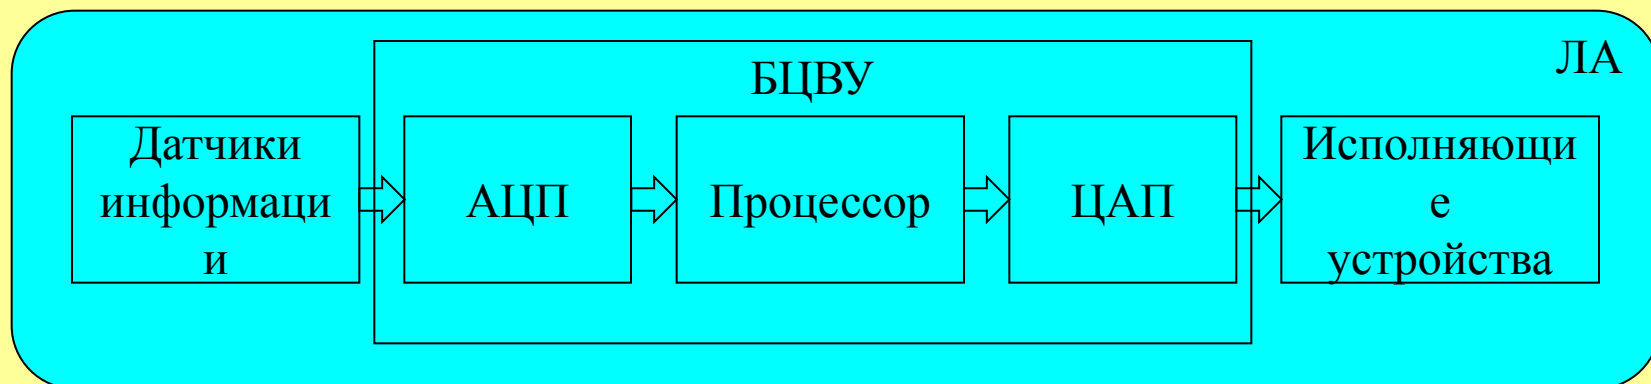 ЛА
БЦВУ
Датчики
информаци
и
АЦП
Процессор
ЦАП
Исполняющи
е
устройства